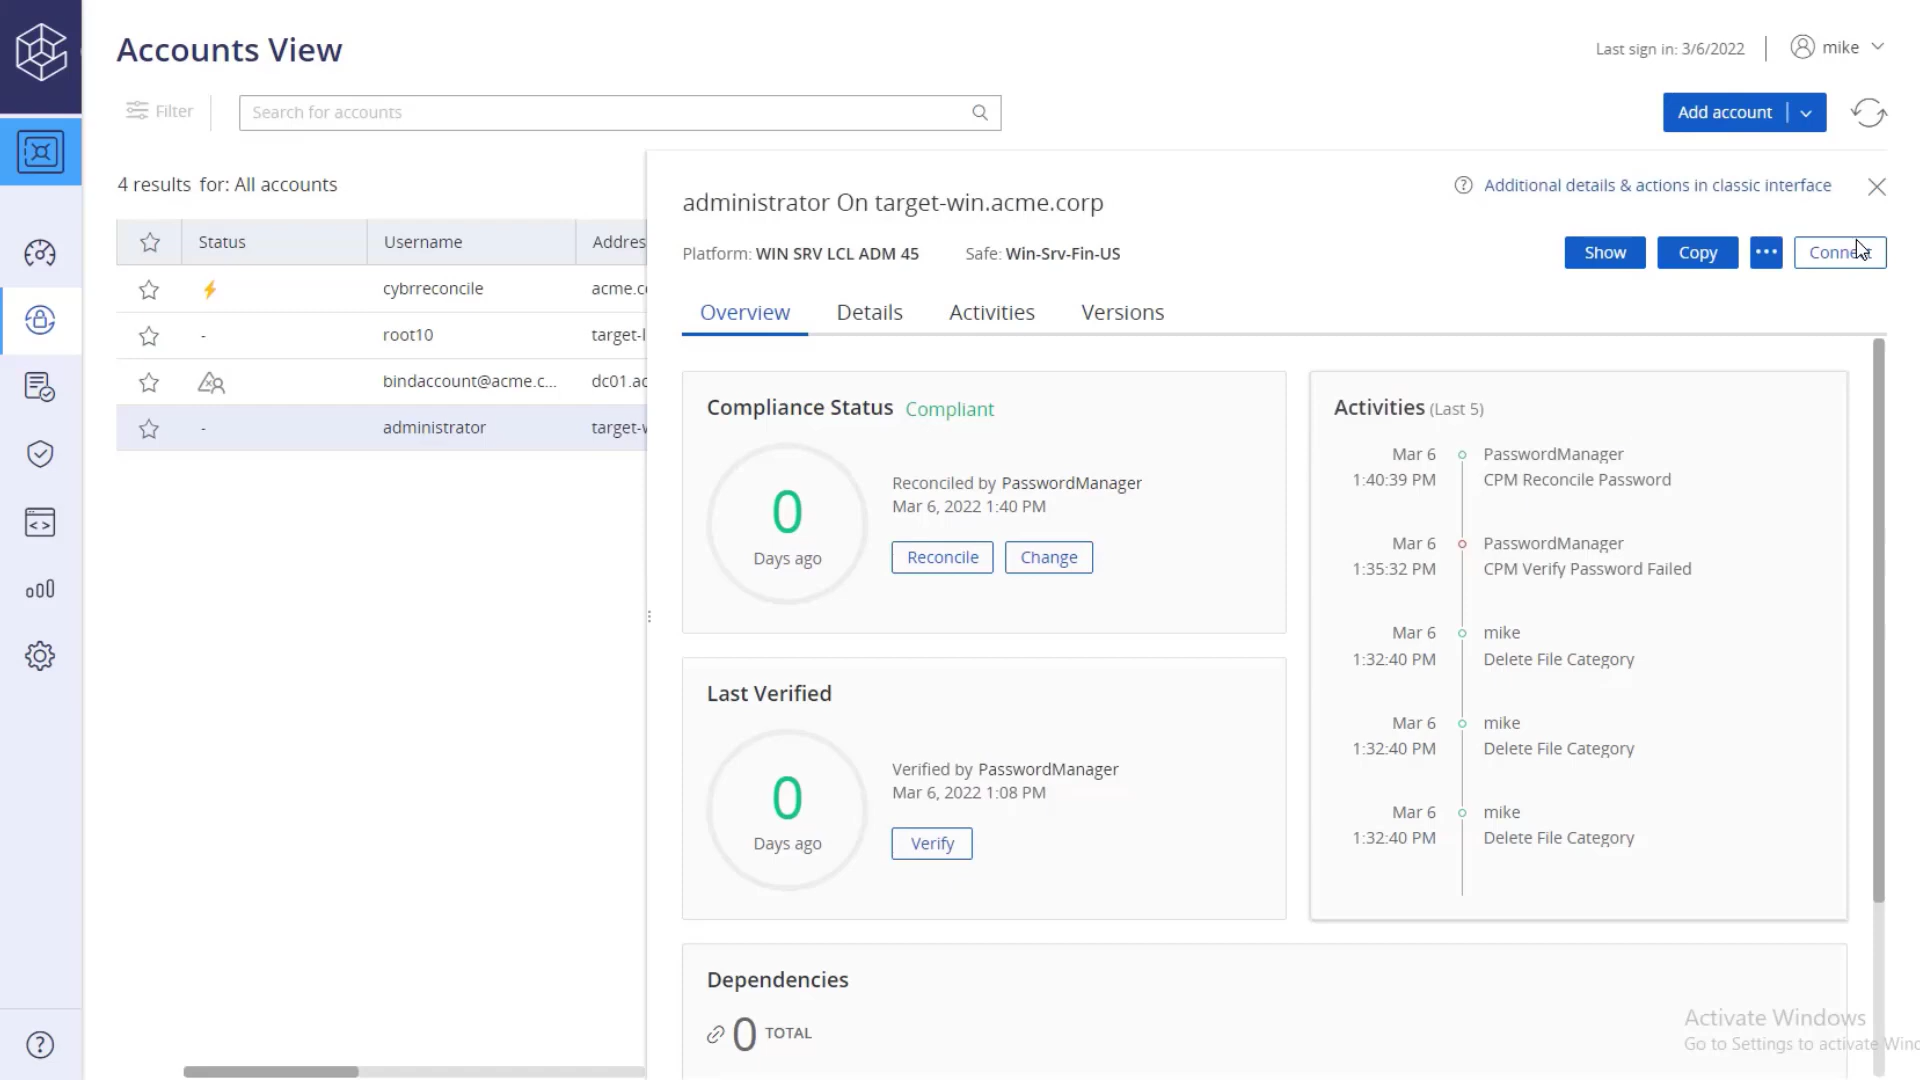 Accounts View
Last sign in: 3/6/2022
mike
Filter
Search for accounts
Add account
4 results for: All accounts
Status Username Addres
cybrreconcile acme.c
- root10 target-l
bindaccount@acme.c... dc01.ac
- administrator target-w
administrator On target-win.acme.corp
Additional details & actions in classic interface
Platform: WIN SRV LCL ADM 45 Safe: Win-Srv-Fin-US
Show
Copy
...
Overview Details Activities Versions
Compliance Status Compliant
0
Days ago
Reconciled by PasswordManager
Mar 6, 2022 1:40 PM
Reconcile Change
Last Verified
0
Days ago
Verified by PasswordManager
Mar 6, 2022 1:08 PM
Verify
Activities (Last 5)
Mar 6 PasswordManager
1:40:39 PM CPM Reconcile Password
Mar 6 PasswordManager
1:35:32 PM CPM Verify Password Failed
Mar 6 mike
1:32:40 PM Delete File Category
Mar 6 mike
1:32:40 PM Delete File Category
Mar 6 mike
1:32:40 PM Delete File Category
Dependencies
0 TOTAL
Activate Windows
Go to Settings to activate Winc
?